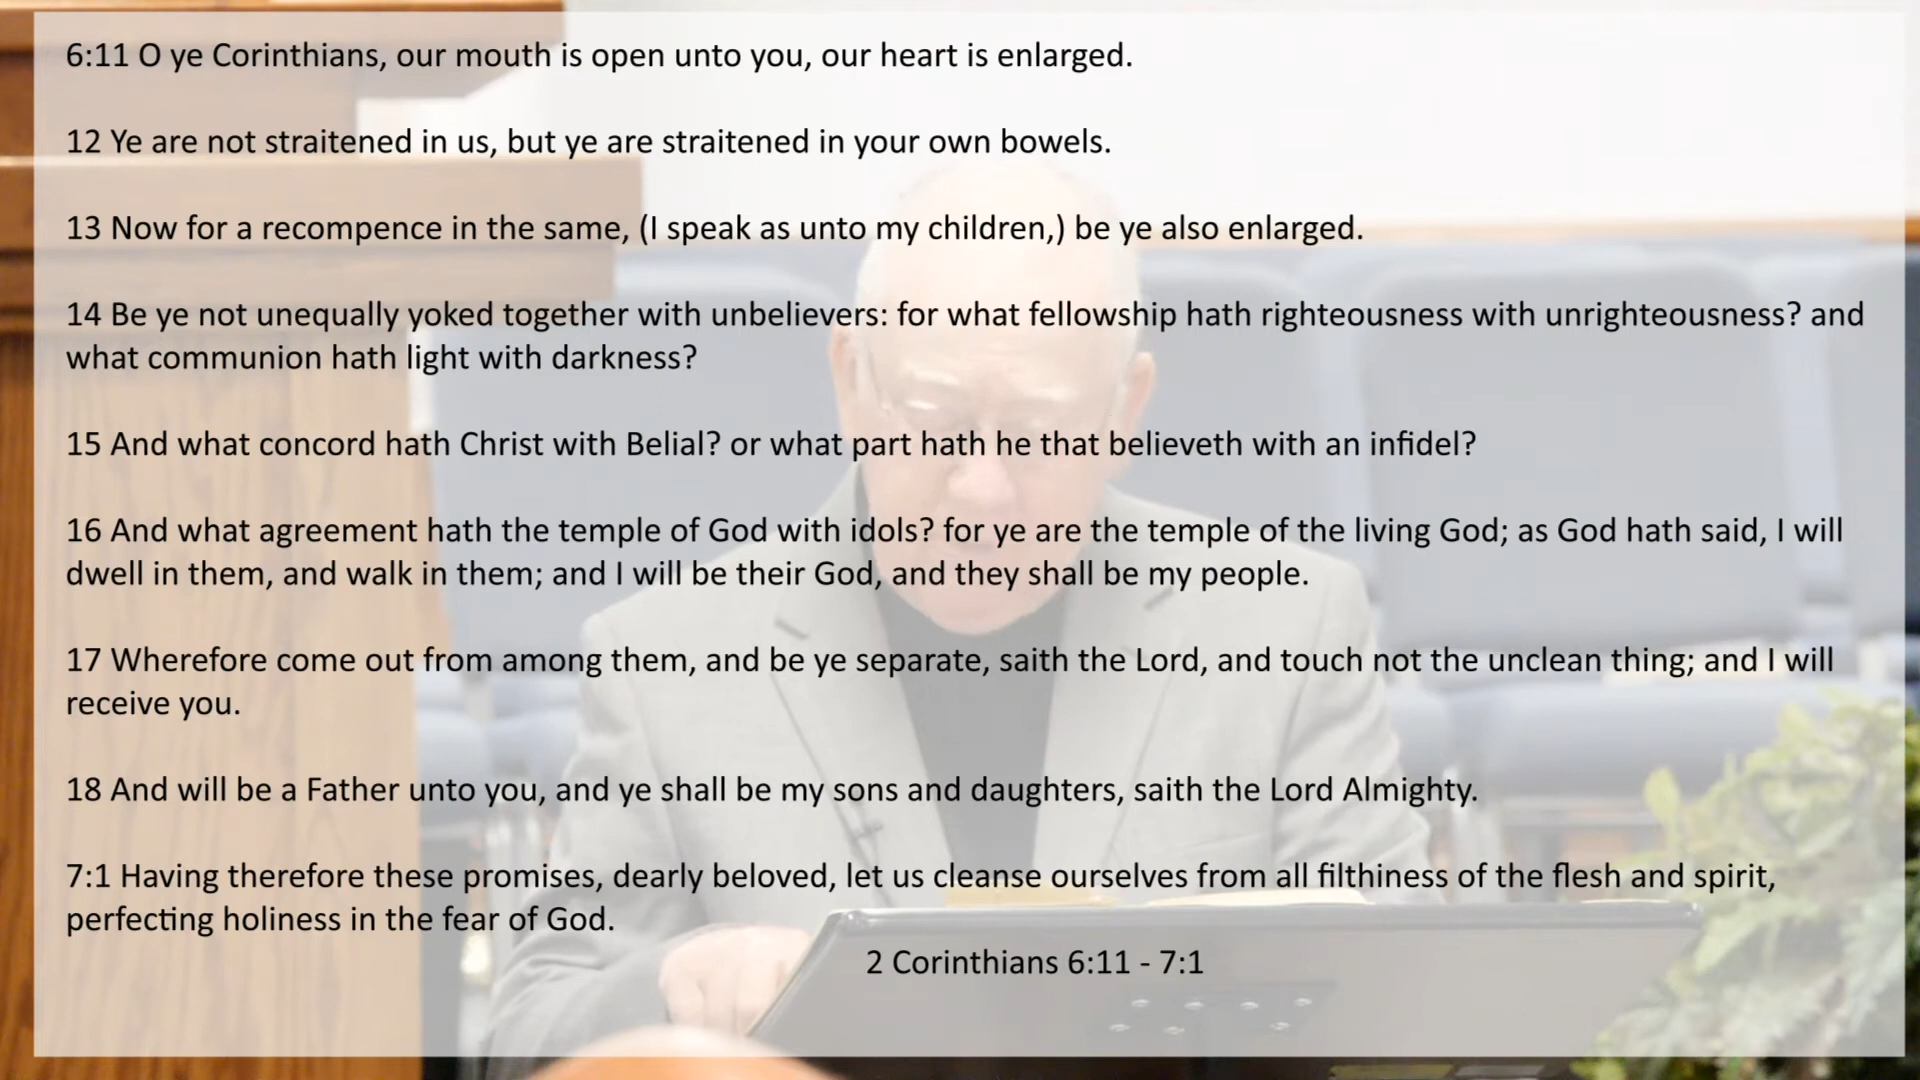 6:11 O ye Corinthians, our mouth is open unto you, our heart is enlarged.
12 Ye are not straitened in us, but ye are straitened in your own bowels.
13 Now for a recompence in the same, (I speak as unto my children,) be ye also enlarged.
14 Be ye not unequally yoked together with unbelievers: for what fellowship hath righteousness with unrighteousness? and
what communion hath light with darkness?
15 And what concord hath Christ with Belial? or what part hath he that believeth with an infidel?
16 And what agreement hath the temple of God with idols? for ye are the temple of the living God; as God hath said, I will
dwell in them, and walk in them; and I will be their God, and they shall be my people.
17 Wherefore come out from among them, and be ye separate, saith the Lord, and touch not the unclean thing; and I will
receive you.
18 And will be a Father unto you, and ye shall be my sons and daughters, saith the Lord Almighty.
7:1 Having therefore these promises, dearly beloved, let us cleanse ourselves from all filthiness of the flesh and spirit,
perfecting holiness in the fear of God.
2 Corinthians 6:11 - 7:1